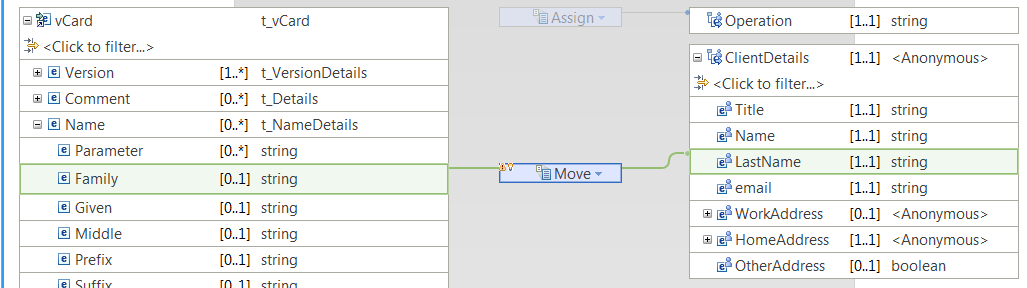 vCard t_vCard
<Click to filter...>
Version [1..*] t_VersionDetails
Comment [0..*] t_Details
Name [0..*] t_NameDetails
Parameter [0..*] string
Family [0..1] string
Given [0..1] string
Middle [0..1] string
Prefix [0..1] string
Suffix [0..1] string
Assign
Move
Operation [1..1] string
ClientDetails [1..1] <Anonymous>
<Click to filter...>
Title [1..1] string
Name [1..1] string
LastName [1..1] string
email [1..1] string
WorkAddress [0..1] <Anonymous>
HomeAddress [1..1] <Anonymous>
OtherAddress [0..1] boolean